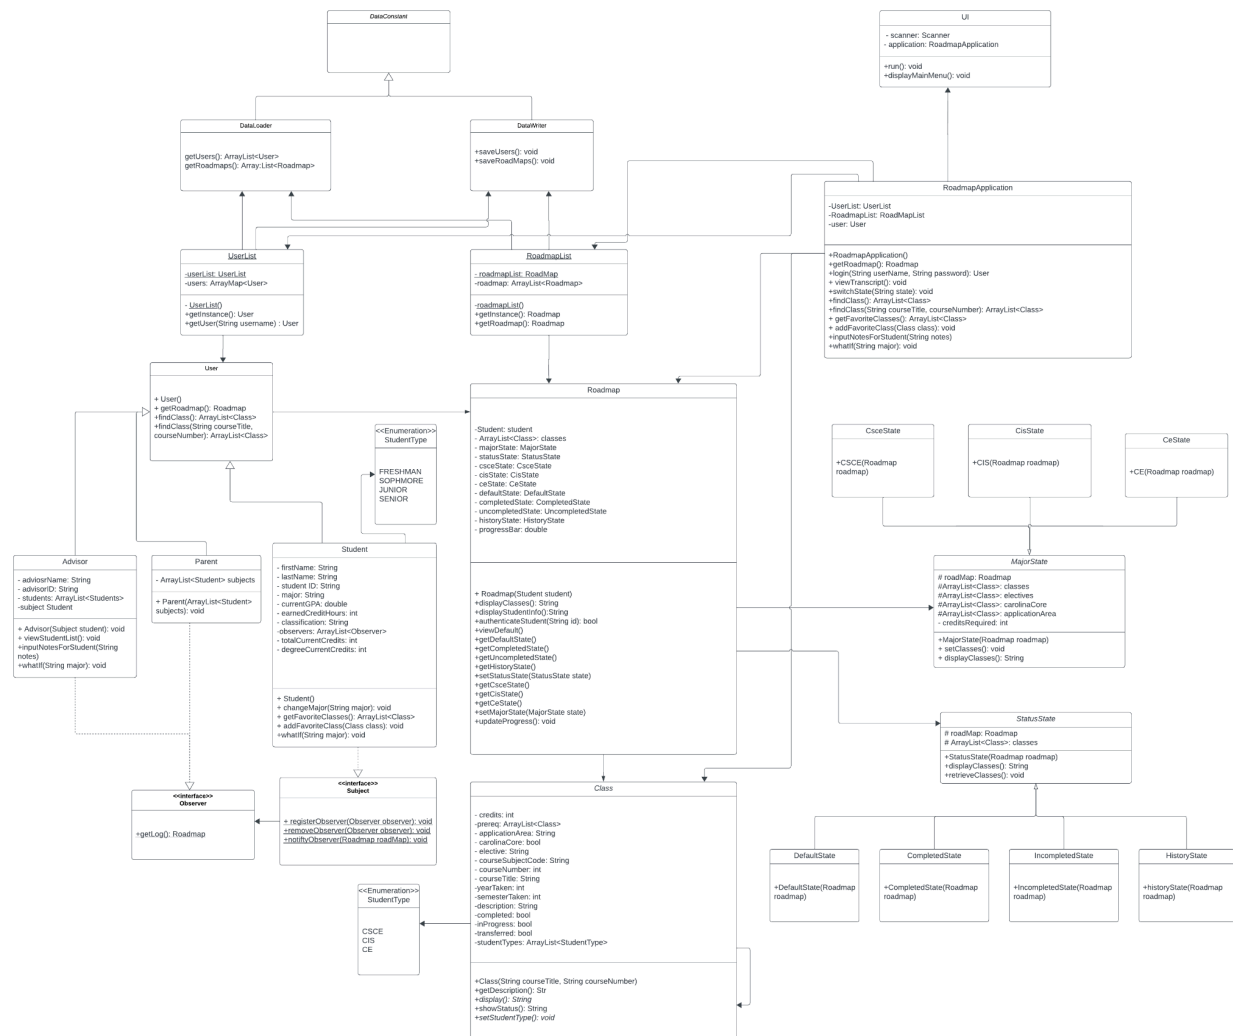 DataConstant
UI
- scanner: Scanner
- application: RoadmapApplication
+run(): void
+displayMainMenu(): void
DataLoader
getUsers(): ArrayList<User>
getRoadmaps(): Array:List<Roadmap>
DataWriter
+saveUsers(): void
+saveRoadMaps(): void
RoadmapApplication
-UserList: UserList
-RoadmapList: RoadMapList
-user: User
+RoadmapApplication()
+getRoadmap(): Roadmap
+login(String userName, String password): User
+ viewTranscript(): void
+switchState(String state): void
+findClass(): ArrayList<Class>
+findClass(String courseTitle, courseNumber): ArrayList<Class>
+ getFavoriteClasses(): ArrayList<Class>
+ addFavoriteClass(Class class): void
+inputNotesForStudent(String notes)
+whatIf(String major): void
UserList
-userList: UserList
-users: ArrayMap<User>
- UserList()
+getInstance(): User
+getUser(String username) : User
RoadmapList
- roadmapList: RoadMap
-roadmap: ArrayList<Roadmap>
-roadmapList()
+getInstance(): Roadmap
+getRoadmap(): Roadmap
User
+ User()
+ getRoadmap(): Roadmap
+findClass(): ArrayList<Class>
+findClass(String courseTitle,
courseNumber): ArrayList<Class>
<<Enumeration>>
StudentType
FRESHMAN
SOPHMORE
JUNIOR
SENIOR
Roadmap
-Student: student
- ArrayList<Class>: classes
- majorState: MajorState
- statusState: StatusState
- csceState: CsceState
- cisState: CisState
- ceState: CeState
- defaultState: DefaultState
- completedState: CompletedState
- uncompletedState: UncompletedState
- historyState: HistoryState
- progressBar: double
+ Roadmap(Student student)
+displayClasses(): String
+displayStudentInfo():String
+authenticateStudent(String id): bool
+viewDefault()
+getDefaultState()
+getCompletedState()
+getUncompletedState()
+getHistoryState()
+setStatusState(StatusState state)
+getCsceState()
+getCisState()
+getCeState()
+setMajorState(MajorState state)
+updateProgress(): void
CsceState
+CSCE(Roadmap
roadmap)
CisState
+CIS(Roadmap roadmap)
CeState
+CE(Roadmap roadmap)
Advisor
- adviosrName: String
- advisorID: String
- students: ArrayList<Students>
-subject Student
+ Advisor(Subject student): void
+ viewStudentList(): void
+inputNotesForStudent(String
notes)
+whatIf(String major): void
Parent
- ArrayList<Student> subjects
+ Parent(ArrayList<Student>
subjects): void
Student
- firstName: String
- lastName: String
- student ID: String
- major: String
- currentGPA: double
- earnedCreditHours: int
- classification: String
-observers: ArrayList<Observer>
- totalCurrentCredits: int
- degreeCurrentCredits: int
+ Student()
+ changeMajor(String major): void
+ getFavoriteClasses(): ArrayList<Class>
+ addFavoriteClass(Class class): void
+whatIf(String major): void
MajorState
# roadMap: Roadmap
#ArrayList<Class>: classes
#ArrayList<Class>: electives
#ArrayList<Class>: carolinaCore
#ArrayList<Class>: applicationArea
- creditsRequired: int
+MajorState(Roadmap roadmap)
+ setClasses(): void
+ displayClasses(): String
StatusState
# roadMap: Roadmap
# ArrayList<Class>: classes
+StatusState(Roadmap roadmap)
+displayClasses(): String
+retrieveClasses(): void
<<interface>>
Observer
+getLog(): Roadmap
<<interface>>
Subject
+ registerObserver(Observer observer): void
+removeObserver(Observer observer): void
+notiftyObserver(Roadmap roadMap): void
Class
- credits: int
-prereq: ArrayList<Class>
- applicationArea: String
- carolinaCore: bool
- elective: String
- courseSubjectCode: String
- courseNumber: int
- courseTitle: String
-yearTaken: int
-semesterTaken: int
-description: String
-completed: bool
-inProgress: bool
-transferred: bool
-studentTypes: ArrayList<StudentType>
+Class(String courseTitle, String courseNumber)
+getDescription(): Str
+display(): String
+showStatus(): String
+setStudentType(): void
<<Enumeration>>
StudentType
CSCE
CIS
CE
DefaultState
+DefaultState(Roadmap
roadmap)
CompletedState
+CompletedState(Roadmap
roadmap)
IncompletedState
+IncompletedState(Roadmap
roadmap)
HistoryState
+historyState(Roadmap
roadmap)